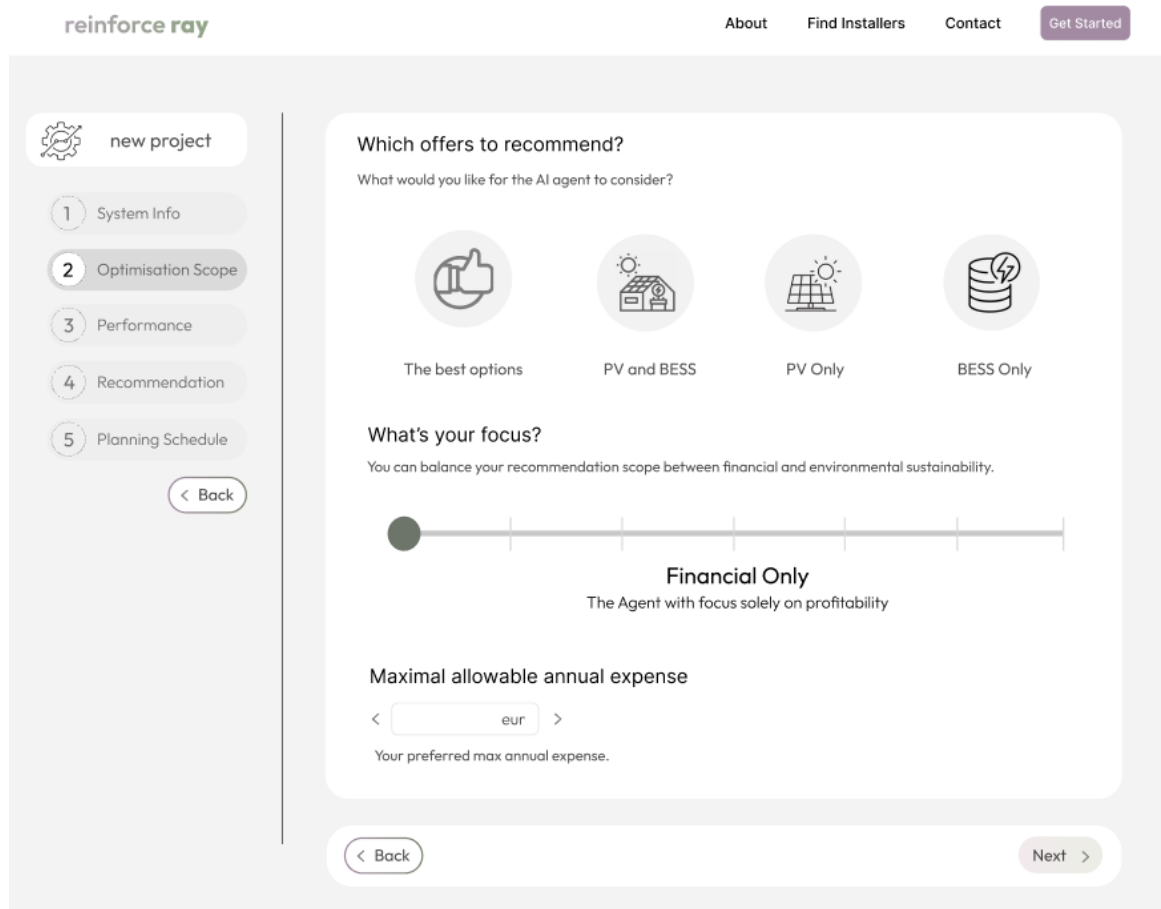 reinforce ray
About Find Installers Contact Get Started
new project
1 System Info
2 Optimisation Scope
3 Performance
4 Recommendation
5 Planning Schedule
< Back
Which offers to recommend?
What would you like for the AI agent to consider?
The best options PV and BESS PV Only BESS Only
What's your focus?
You can balance your recommendation scope between financial and environmental sustainability.
Financial Only
The Agent with focus solely on profitability
Maximal allowable annual expense
< eur >
Your preferred max annual expense.
< Back Next >